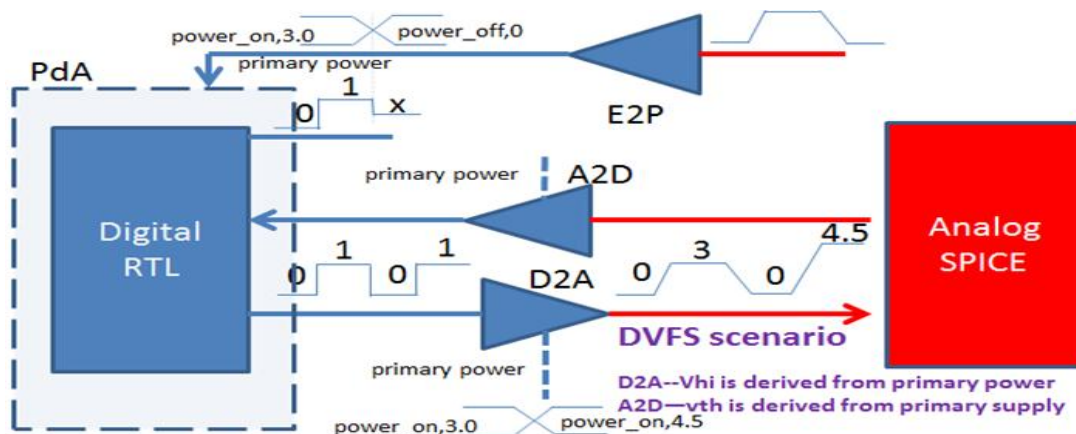 power_on,3.0
power_off,0
primary power
PdA
1
0
x
E2P
primary power
A2D
Digital
RTL
Analog
SPICE
0
1
0
1
D2A
0
3
0
4.5
DVFS scenario
primary power
D2A--Vhi is derived from primary power
A2D—vth is derived from primary supply
power on,3.0
power_on,4.5